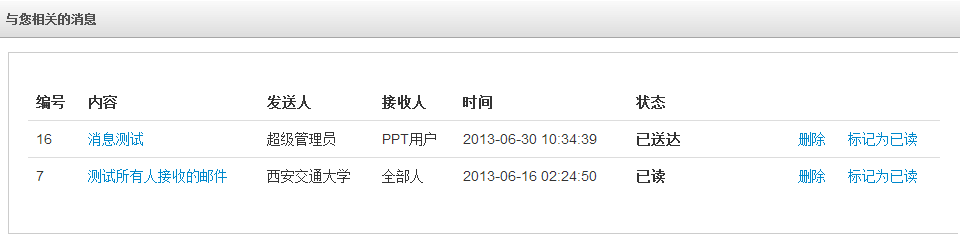 与您相关的消息
编号 内容 发送人 接收人 时间 状态
16 消息测试 超级管理员 PPT用户 2013-06-30 10:34:39 已送达 删除 标记为已读
7 测试所有人接收的邮件 西安交通大学 全部人 2013-06-16 02:24:50 已读 删除 标记为已读